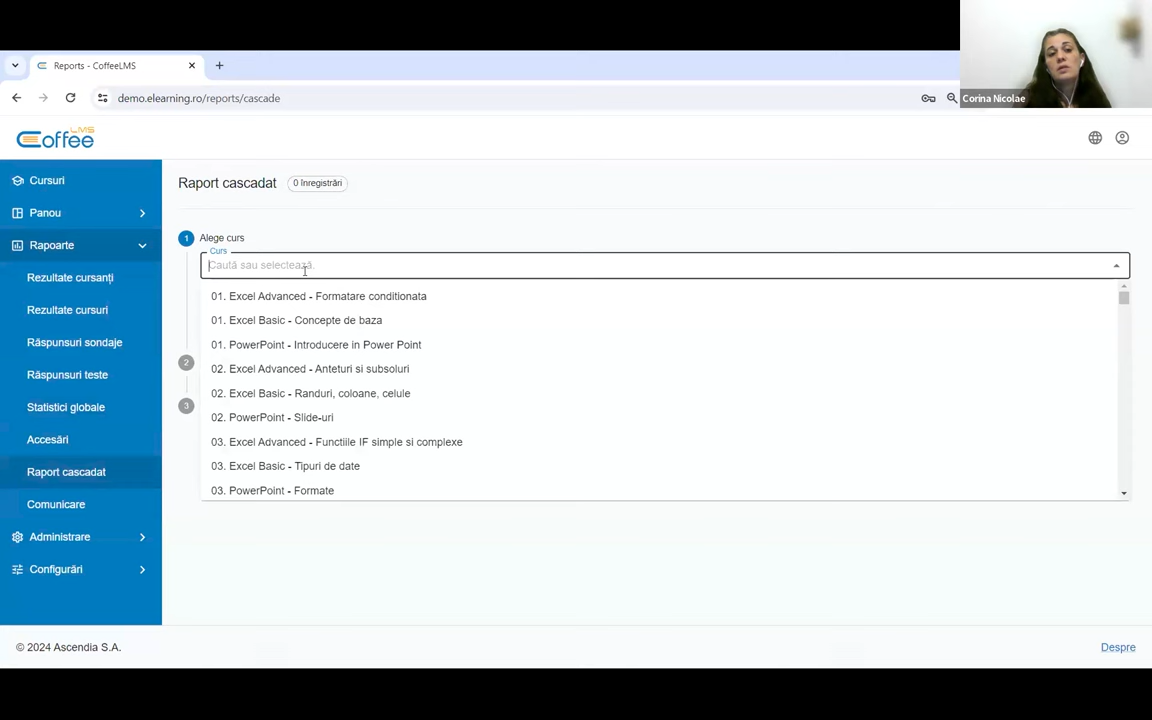 Reports - CoffeeLMS
demo.elearning.ro/reports/cascade
Corina Nicolae
Coffee LMS
Cursuri
Panou
Rapoarte
Rezultate cursanți
Rezultate cursuri
Răspunsuri sondaje
Răspunsuri teste
Statistici globale
Accesări
Raport cascadat
Comunicare
Administrare
Configurări
Raport cascadat
0 înregistrări
1 Alege curs
Curs
Caută sau selectează.
01. Excel Advanced - Formatare conditionata
01. Excel Basic - Concepte de baza
01. PowerPoint - Introducere in Power Point
02. Excel Advanced - Anteturi si subsoluri
02. Excel Basic - Randuri, coloane, celule
02. PowerPoint - Slide-uri
03. Excel Advanced - Functiile IF simple si complexe
03. Excel Basic - Tipuri de date
03. PowerPoint - Formate
2
3
© 2024 Ascendia S.A.
Despre